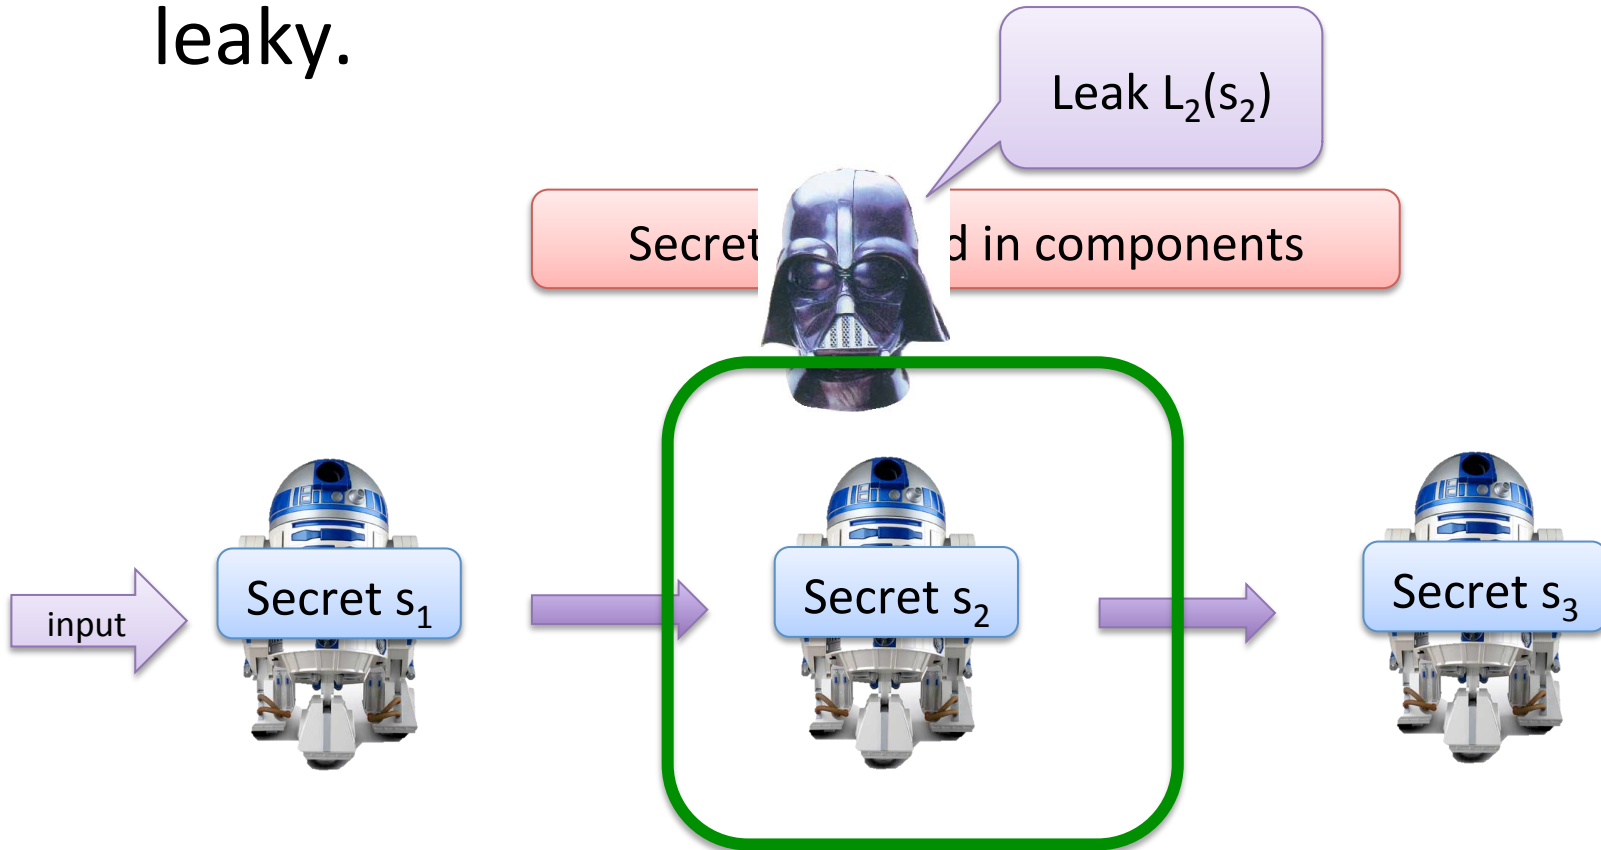 leaky.
Leak L₂(s₂)
Secret d in components
input
Secret s₁
Secret s₂
Secret s₃